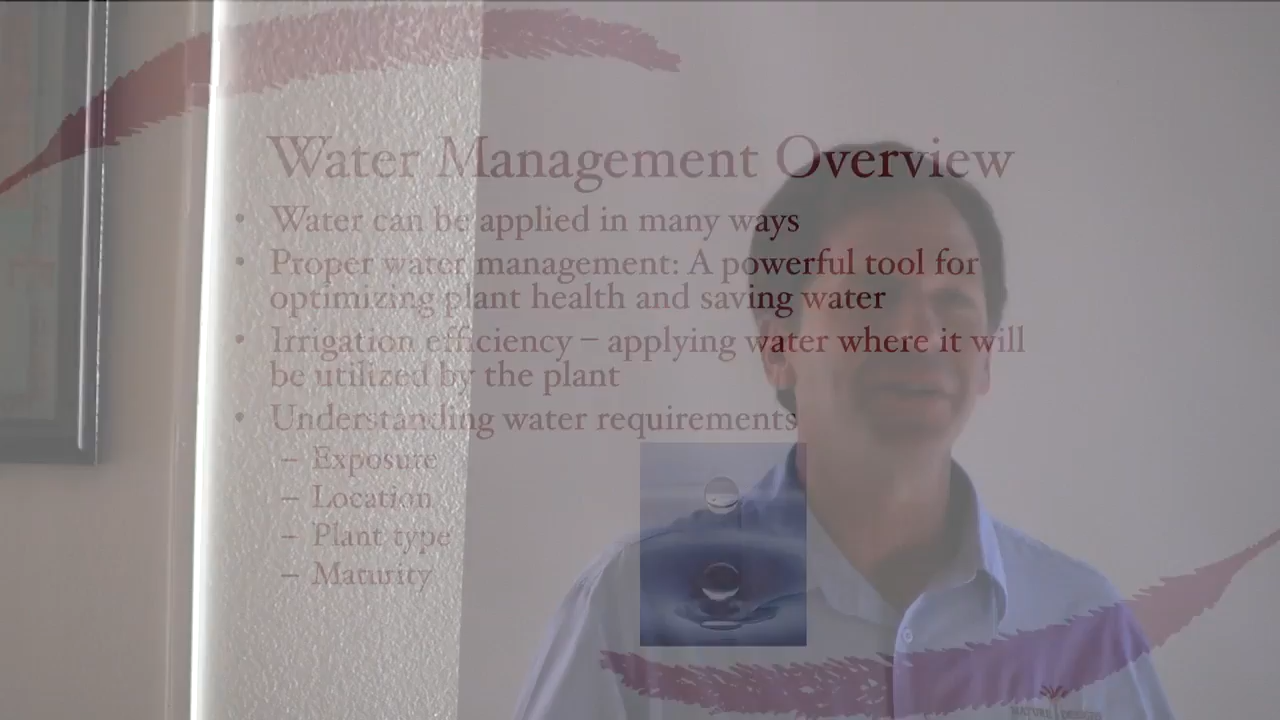 Water Management Overview
• Water can be applied in many ways
• Proper water management: A powerful tool for
optimizing plant health and saving water
• Irrigation efficiency – applying water where it will
be utilized by the plant
• Understanding water requirements
– Exposure
– Location
– Plant type
– Maturity
NATURE DESIGNS